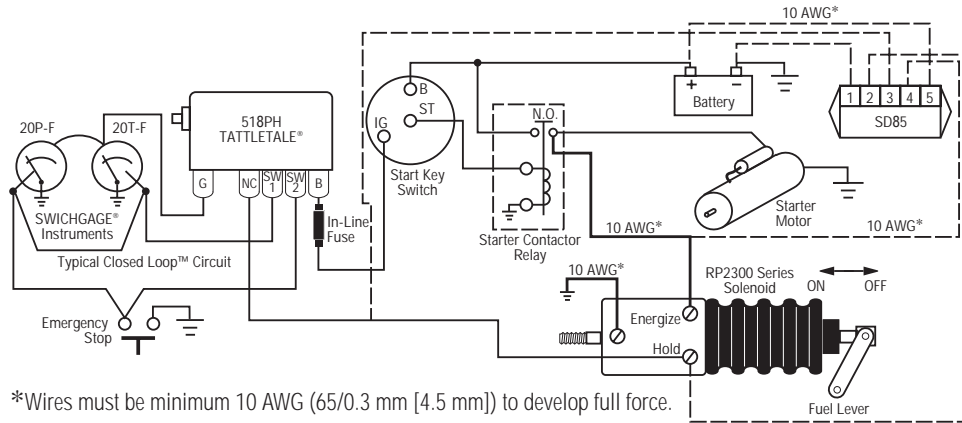 10 AWG*
518PH
TATTLETALE®
20P-F
20T-F
G
NC
SW
1
SW
2
B
SWICHGAGE®
Instruments
Typical Closed Loop™ Circuit
In-Line
Fuse
B
ST
IG
Start Key
Switch
N.O.
Starter Contactor
Relay
+ −
Battery
1 2 3 4 5
SD85
Starter
Motor
10 AWG*
10 AWG*
10 AWG*
RP2300 Series
Solenoid
ON
OFF
Energize
Hold
Emergency
Stop
Fuel Lever
*Wires must be minimum 10 AWG (65/0.3 mm [4.5 mm]) to develop full force.